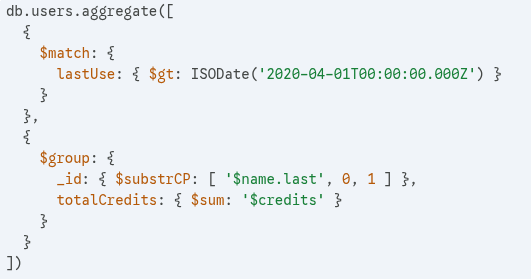 db.users.aggregate([
  {
    $match: {
      lastUse: { $gt: ISODate('2020-04-01T00:00:00.000Z') }
    }
  },
  {
    $group: {
      _id: { $substrCP: [ '$name.last', 0, 1 ] },
      totalCredits: { $sum: '$credits' }
    }
  }
])